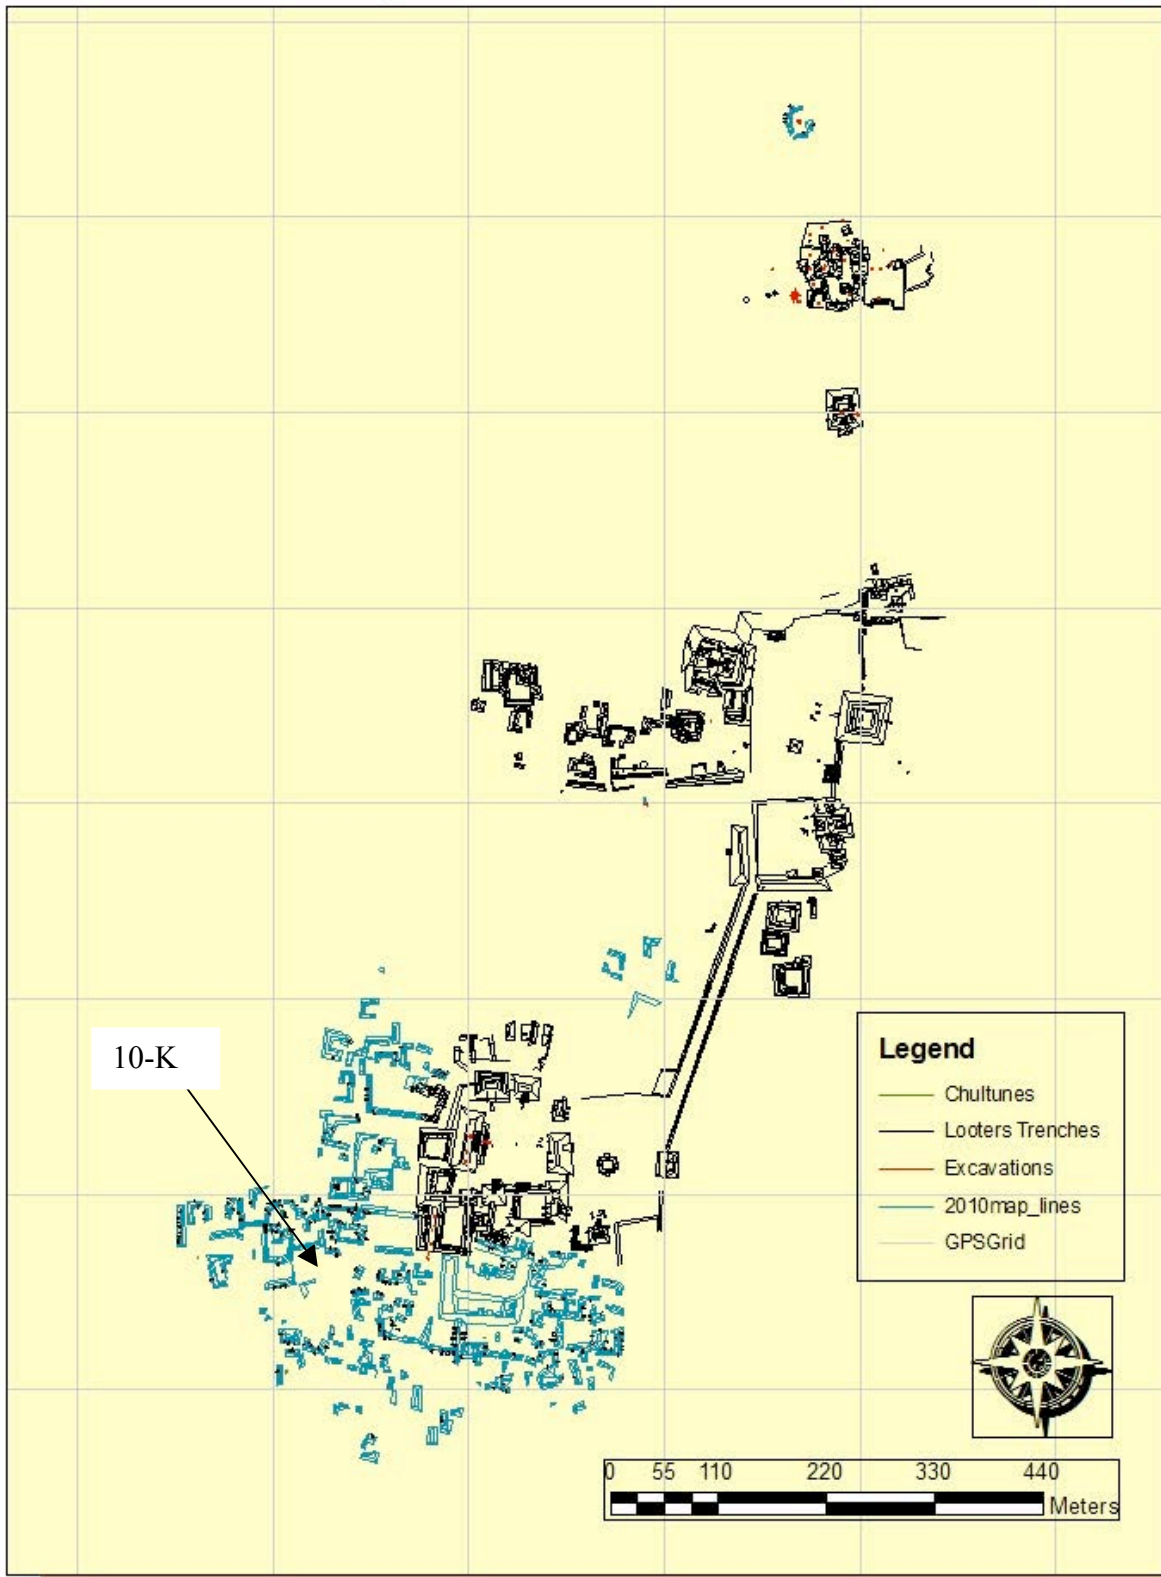 10-K
Legend
Chultunes
Looters Trenches
Excavations
2010map_lines
GPSGrid
0 55 110 220 330 440
Meters